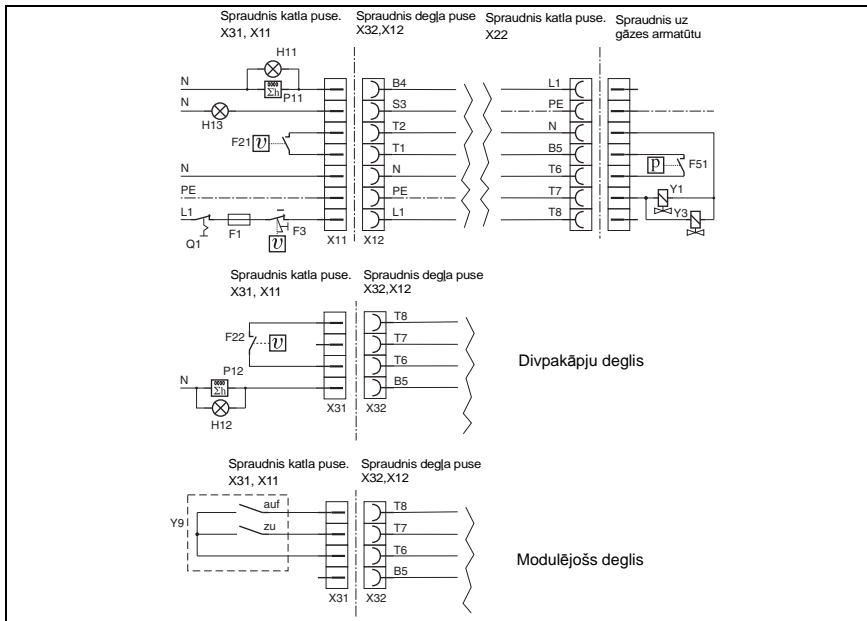 Spraudnis katla puse.
X31, X11
Spraudnis degļa puse
X32,X12
Spraudnis katla puse.
X22
Spraudnis uz
gāzes armatūtu
H11
N
0000
Σh
P11
B4
L1
N
H13
S3
PE
T2
N
F21
υ
T1
B5
p
F51
N
N
T6
PE
PE
T7
Y1
L1
L1
T8
Y3
Q1
F1
F3
υ
X11
X12
Spraudnis katla puse.
X31, X11
Spraudnis degļa puse
X32,X12
T8
F22
υ
T7
T6
Divpakāpju deglis
P12
N
0000
Σh
B5
H12
X31
X32
Spraudnis katla puse.
X31, X11
Spraudnis degļa puse
X32,X12
auf
T8
Y9
zu
T7
T6
Modulējošs deglis
B5
X31
X32